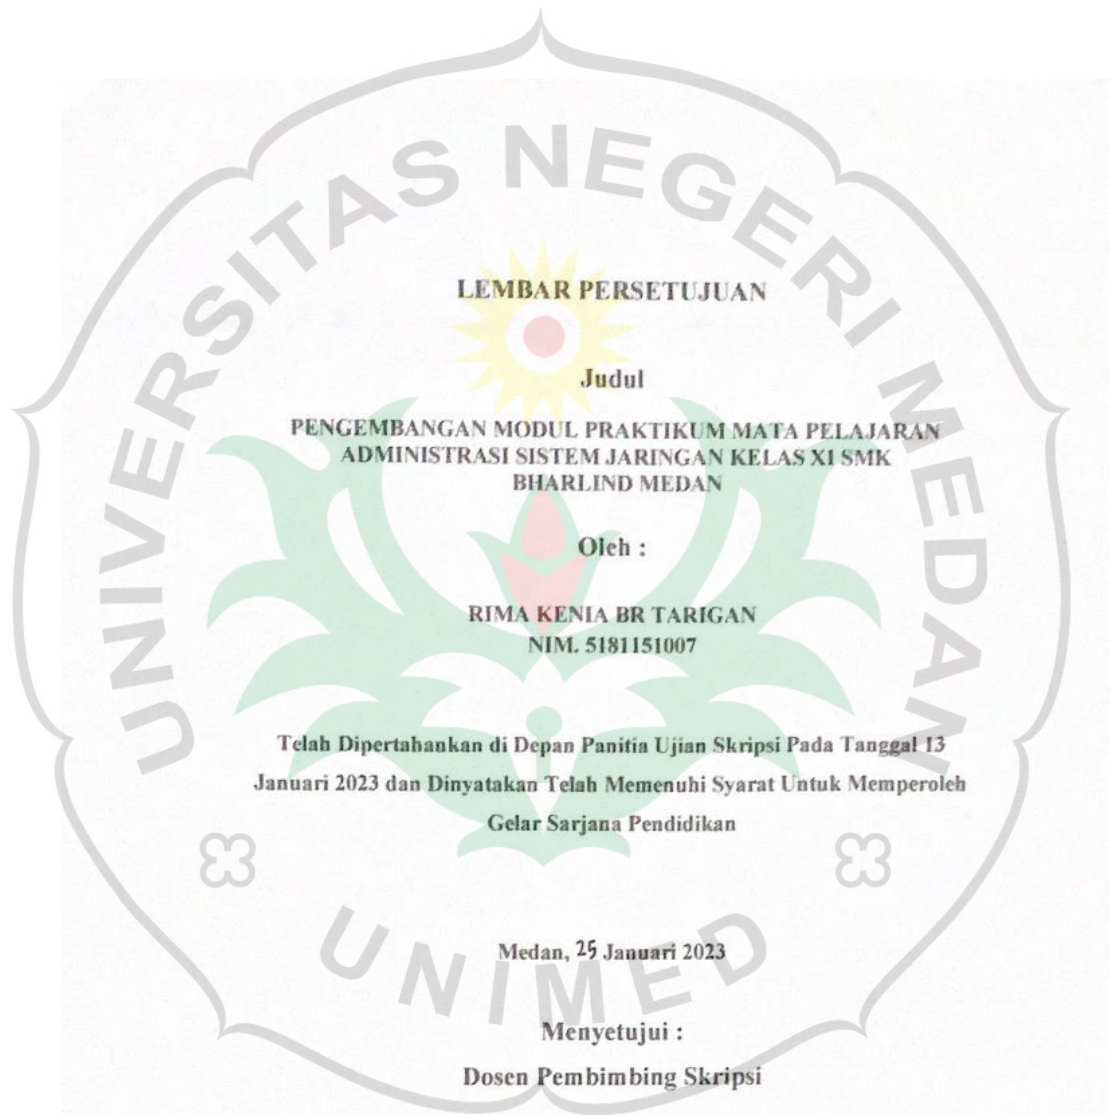 UNIVERSITAS NEGERI MEDAN
LEMBAR PERSETUJUAN
Judul
PENGEMBANGAN MODUL PRAKTIKUM MATA PELAJARAN
ADMINISTRASI SISTEM JARINGAN KELAS XI SMK
BHARLIND MEDAN
Oleh :
RIMA KENIA BR TARIGAN
NIM. 5181151007
Telah Dipertahankan di Depan Panitia Ujian Skripsi Pada Tanggal 13
Januari 2023 dan Dinyatakan Telah Memenuhi Syarat Untuk Memperoleh
Gelar Sarjana Pendidikan
Medan, 25 Januari 2023
Menyetujui :
Dosen Pembimbing Skripsi
UNIMED